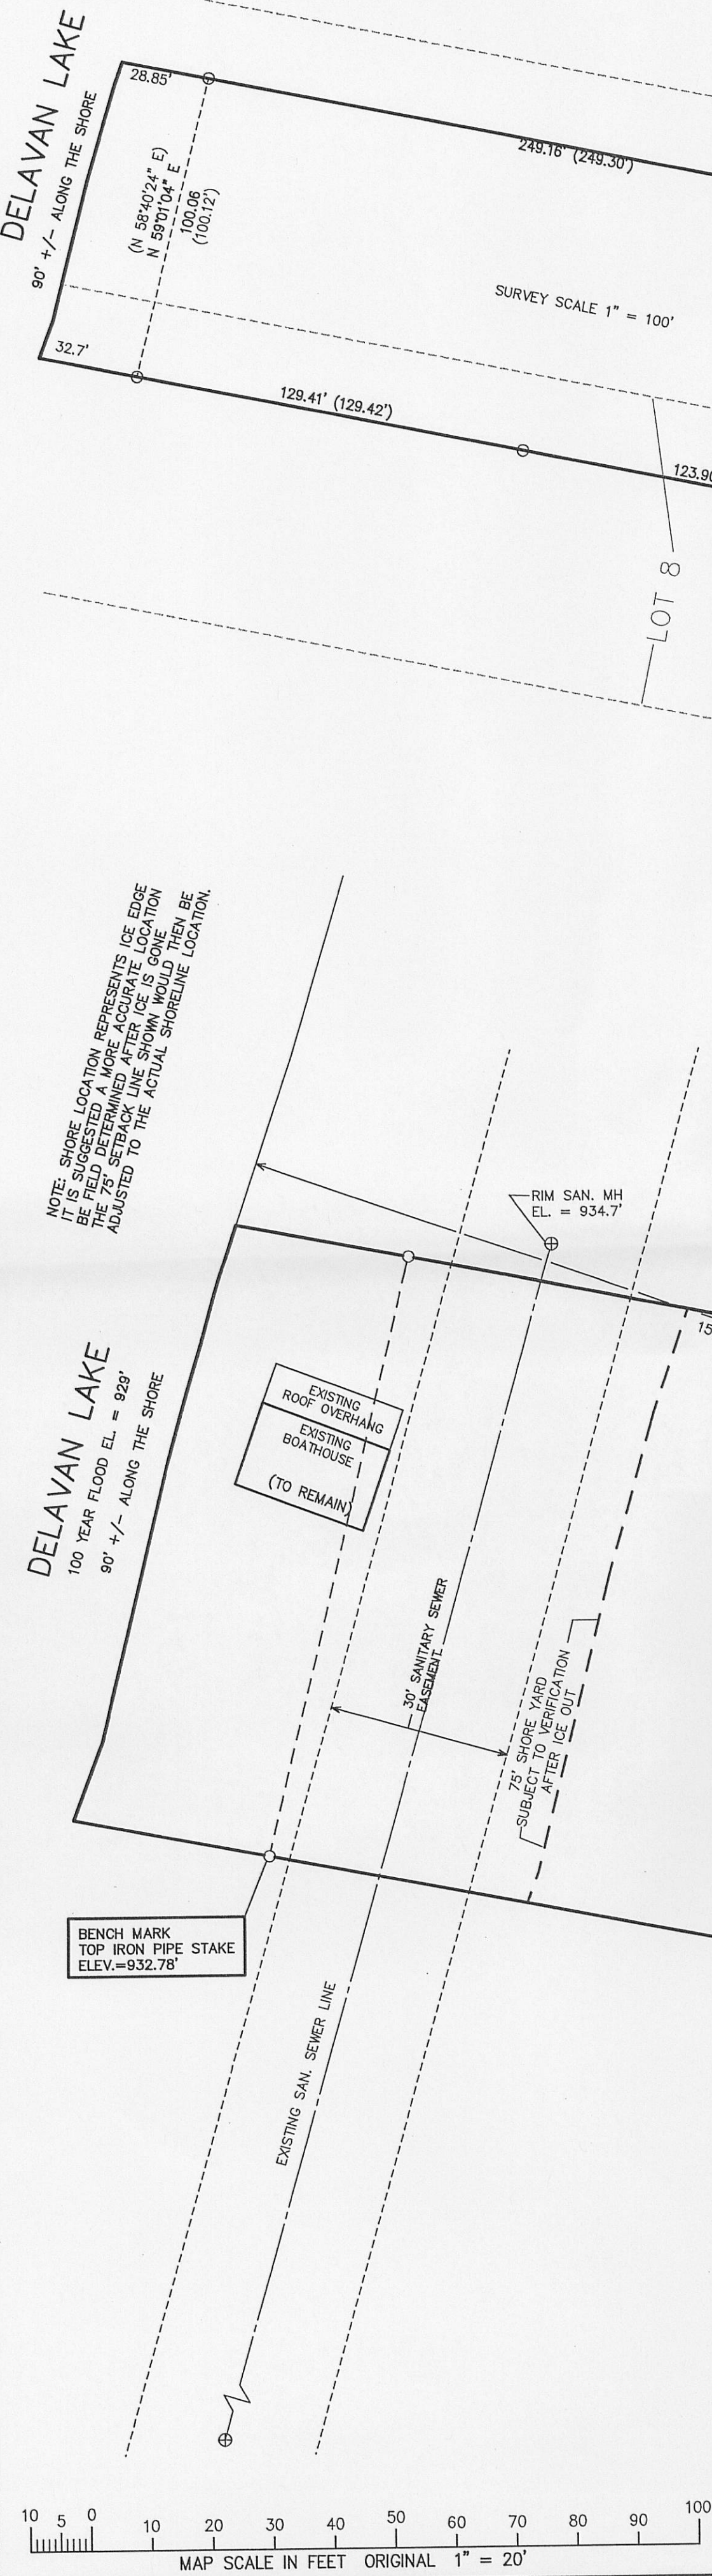 DELAVAN LAKE
90' +/- ALONG THE SHORE
28.85'
249.16' (249.30')
(N 58°40'24" E)
N 59°01'04" E
100.06
(100.12')
SURVEY SCALE 1" = 100'
32.7'
129.41' (129.42')
123.90
LOT 8
NOTE: SHORE LOCATION REPRESENTS ICE EDGE
IT IS SUGGESTED A MORE ACCURATE LOCATION
BE FIELD DETERMINED AFTER ICE IS GONE
THE 75' SETBACK LINE SHOWN WOULD THEN BE
ADJUSTED TO THE ACTUAL SHORELINE LOCATION.
RIM SAN. MH
EL. = 934.7'
15
DELAVAN LAKE
100 YEAR FLOOD EL. = 929'
90' +/- ALONG THE SHORE
EXISTING
ROOF OVERHANG
EXISTING
BOATHOUSE
(TO REMAIN)
30' SANITARY SEWER
EASEMENT
75' SHORE YARD
SUBJECT TO VERIFICATION
AFTER ICE OUT
BENCH MARK
TOP IRON PIPE STAKE
ELEV.=932.78'
EXISTING SAN. SEWER LINE
10 5 0 10 20 30 40 50 60 70 80 90 100
MAP SCALE IN FEET ORIGINAL 1" = 20'